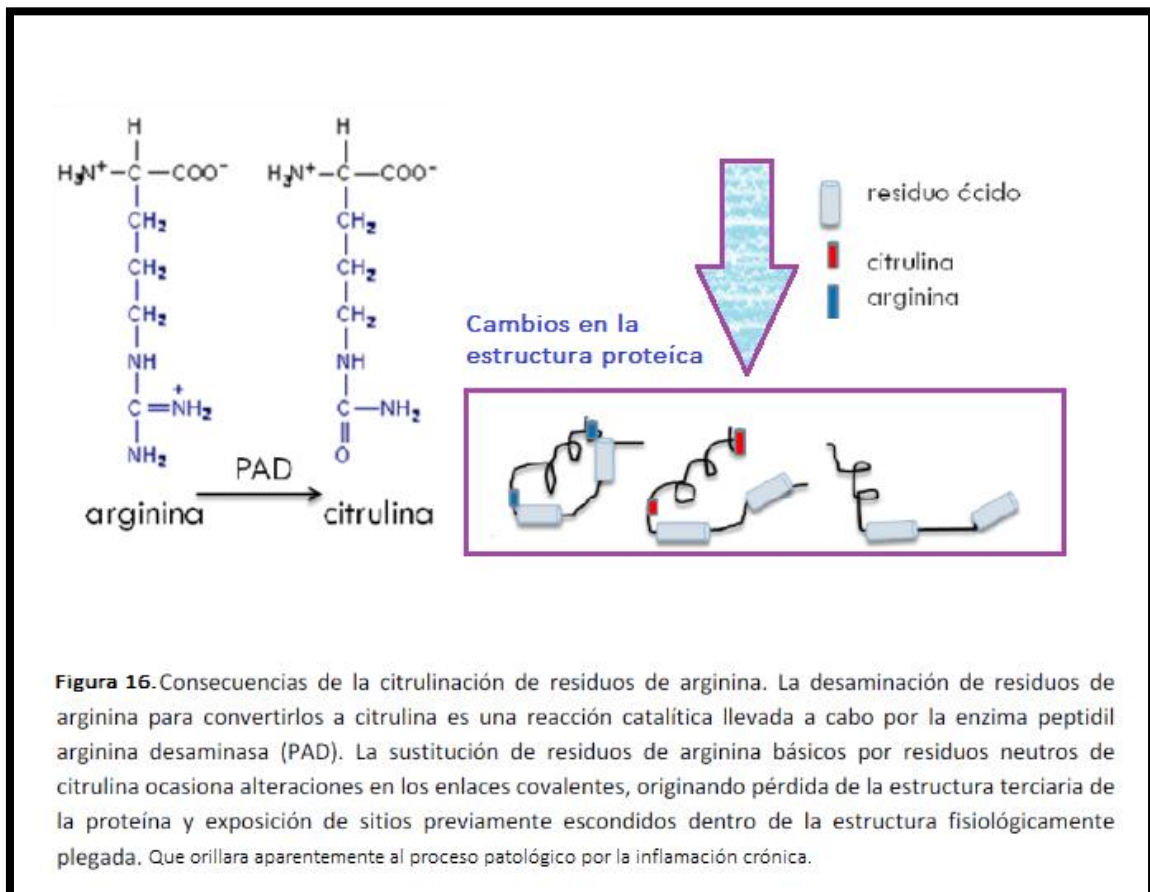 H
H₃N⁺—C—COO⁻
CH₂
CH₂
CH₂
NH
C=NH₂
+
NH₂
arginina
PAD
H
H₃N⁺—C—COO⁻
CH₂
CH₂
CH₂
NH
C—NH₂
O
citrulina
residuo ócido
citrulina
arginina
Cambios en la
estructura proteíca
Figura 16. Consecuencias de la citrulinación de residuos de arginina. La desaminación de residuos de
arginina para convertirlos a citrulina es una reacción catalítica llevada a cabo por la enzima peptidil
arginina desaminasa (PAD). La sustitución de residuos de arginina básicos por residuos neutros de
citrulina ocasiona alteraciones en los enlaces covalentes, originando pérdida de la estructura terciaria de
la proteína y exposición de sitios previamente escondidos dentro de la estructura fisiológicamente
plegada. Que orillara aparentemente al proceso patológico por la inflamación crónica.